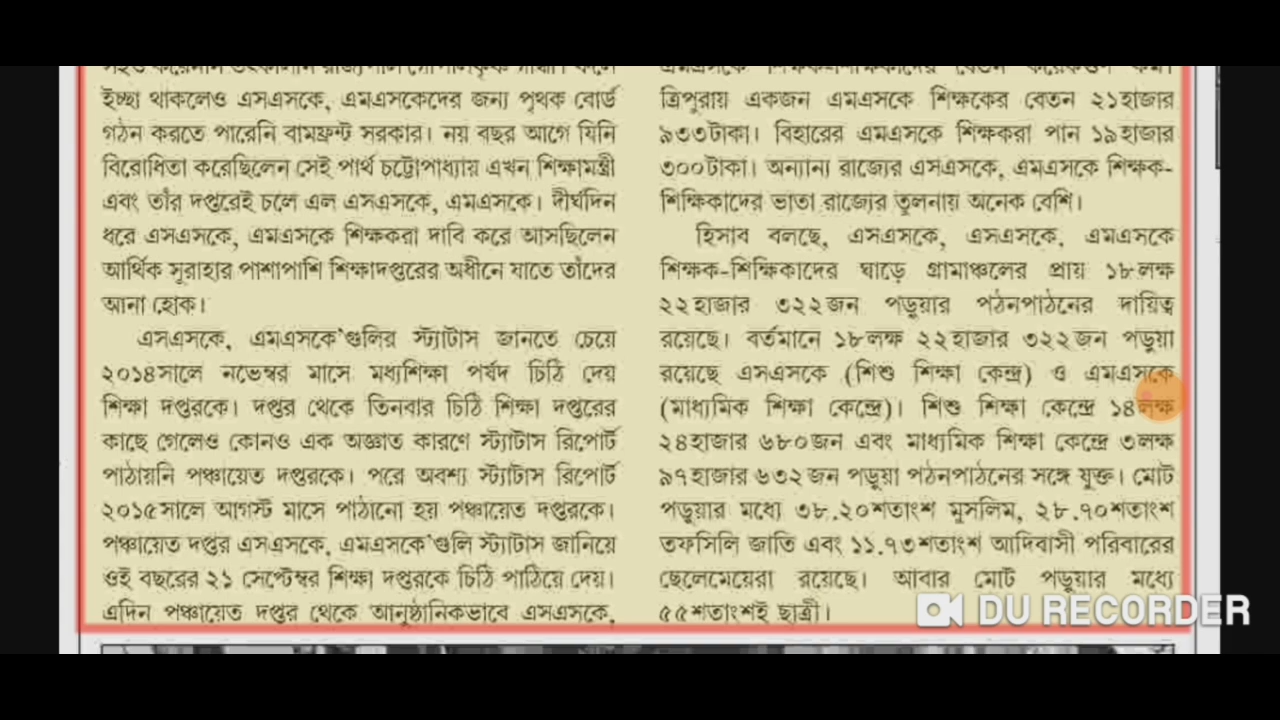 ইচ্ছা থাকলেও এসএসকে, এমএসকেদের জন্য পৃথক বোর্ড
গঠন করতে পারেনি বামফ্রন্ট সরকার। নয় বছর আগে যিনি
বিরোধিতা করেছিলেন সেই পার্থ চট্টোপাধ্যায় এখন শিক্ষামন্ত্রী
এবং তাঁর দপ্তরেই চলে এল এসএসকে, এমএসকে। দীর্ঘদিন
ধরে এসএসকে, এমএসকে শিক্ষকরা দাবি করে আসছিলেন
আর্থিক সুরাহার পাশাপাশি শিক্ষাদপ্তরের অধীনে যাতে তাঁদের
আনা হোক।
এসএসকে, এমএসকে'গুলির স্ট্যাটাস জানতে চেয়ে
২০১৪সালে নভেম্বর মাসে মধ্যশিক্ষা পর্ষদ চিঠি দেয়
শিক্ষা দপ্তরকে। দপ্তর থেকে তিনবার চিঠি শিক্ষা দপ্তরের
কাছে গেলেও কোনও এক অজ্ঞাত কারণে স্ট্যাটাস রিপোর্ট
পাঠায়নি পঞ্চায়েত দপ্তরকে। পরে অবশ্য স্ট্যাটাস রিপোর্ট
২০১৫সালে আগস্ট মাসে পাঠানো হয় পঞ্চায়েত দপ্তরকে।
পঞ্চায়েত দপ্তর এসএসকে, এমএসকে'গুলি স্ট্যাটাস জানিয়ে
ওই বছরের ২১ সেপ্টেম্বর শিক্ষা দপ্তরকে চিঠি পাঠিয়ে দেয়।
এদিন পঞ্চায়েত দপ্তর থেকে আনুষ্ঠানিকভাবে এসএসকে,
এমএসকে শিক্ষক-শিক্ষিকাদের বেতন কয়েকগুণ কম।
ত্রিপুরায় একজন এমএসকে শিক্ষকের বেতন ২১হাজার
৯৩৩টাকা। বিহারের এমএসকে শিক্ষকরা পান ১৯হাজার
৩০০টাকা। অন্যান্য রাজ্যের এসএসকে, এমএসকে শিক্ষক-
শিক্ষিকাদের ভাতা রাজ্যের তুলনায় অনেক বেশি।
হিসাব বলছে, এসএসকে, এসএসকে, এমএসকে
শিক্ষক-শিক্ষিকাদের ঘাড়ে গ্রামাঞ্চলের প্রায় ১৮লক্ষ
২২হাজার ৩২২জন পড়ুয়ার পঠনপাঠনের দায়িত্ব
রয়েছে। বর্তমানে ১৮লক্ষ ২২হাজার ৩২২জন পড়ুয়া
রয়েছে এসএসকে (শিশু শিক্ষা কেন্দ্র) ও এমএসকে
(মাধ্যমিক শিক্ষা কেন্দ্রে)। শিশু শিক্ষা কেন্দ্রে ১৪লক্ষ
২৪হাজার ৬৮০জন এবং মাধ্যমিক শিক্ষা কেন্দ্রে ৩লক্ষ
৯৭হাজার ৬৩২জন পড়ুয়া পঠনপাঠনের সঙ্গে যুক্ত। মোট
পড়ুয়ার মধ্যে ৩৮.২০শতাংশ মুসলিম, ২৮.৭০শতাংশ
তফসিলি জাতি এবং ১১.৭৩শতাংশ আদিবাসী পরিবারের
ছেলেমেয়েরা রয়েছে। আবার মোট পড়ুয়ার মধ্যে
৫৫শতাংশই ছাত্রী।
DU RECORDER